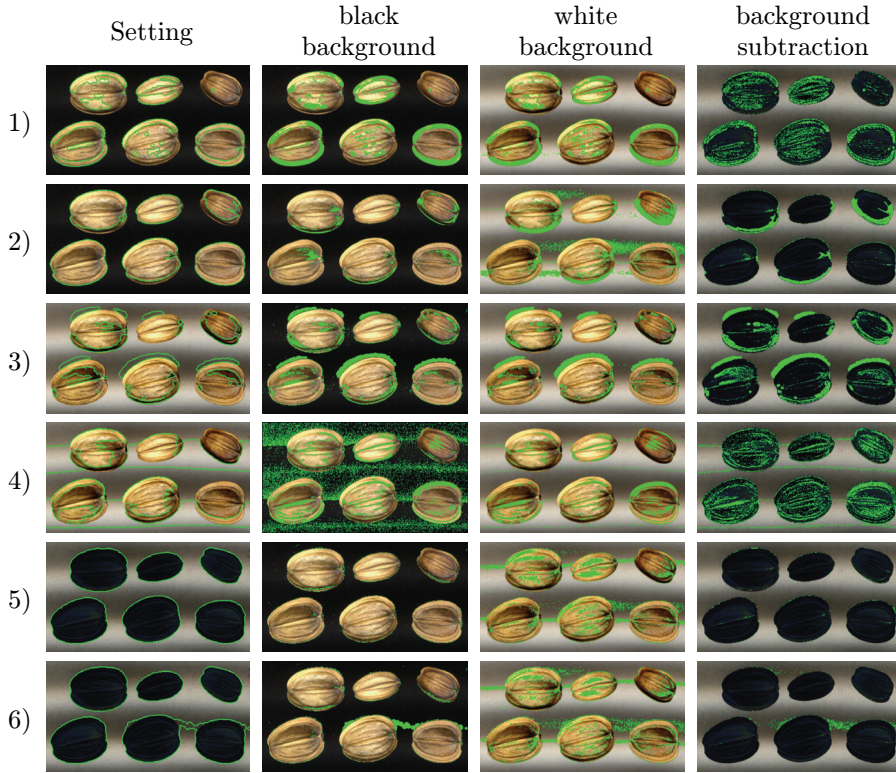 Setting
black
background
white
background
background
subtraction
1)
2)
3)
4)
5)
6)